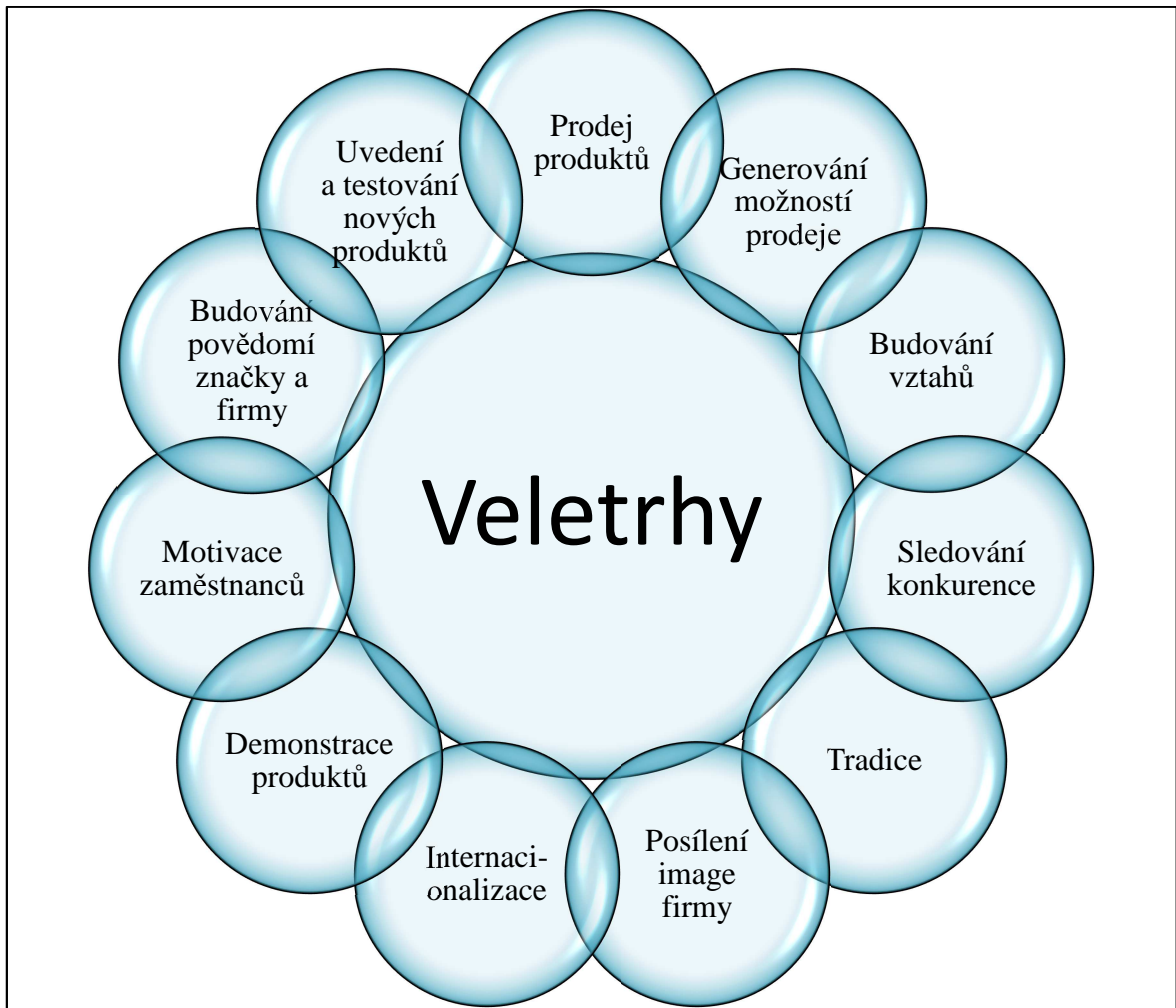 Prodej
produktů
Generování
možností
prodeje
Budování
vztahů
Sledování
konkurence
Tradice
Posílení
image
firmy
Internaci-
onalizace
Demonstrace
produktů
Motivace
zaměstnanců
Budování
povědomí
značky a
firmy
Uvedení
a testování
nových
produktů
Veletrhy